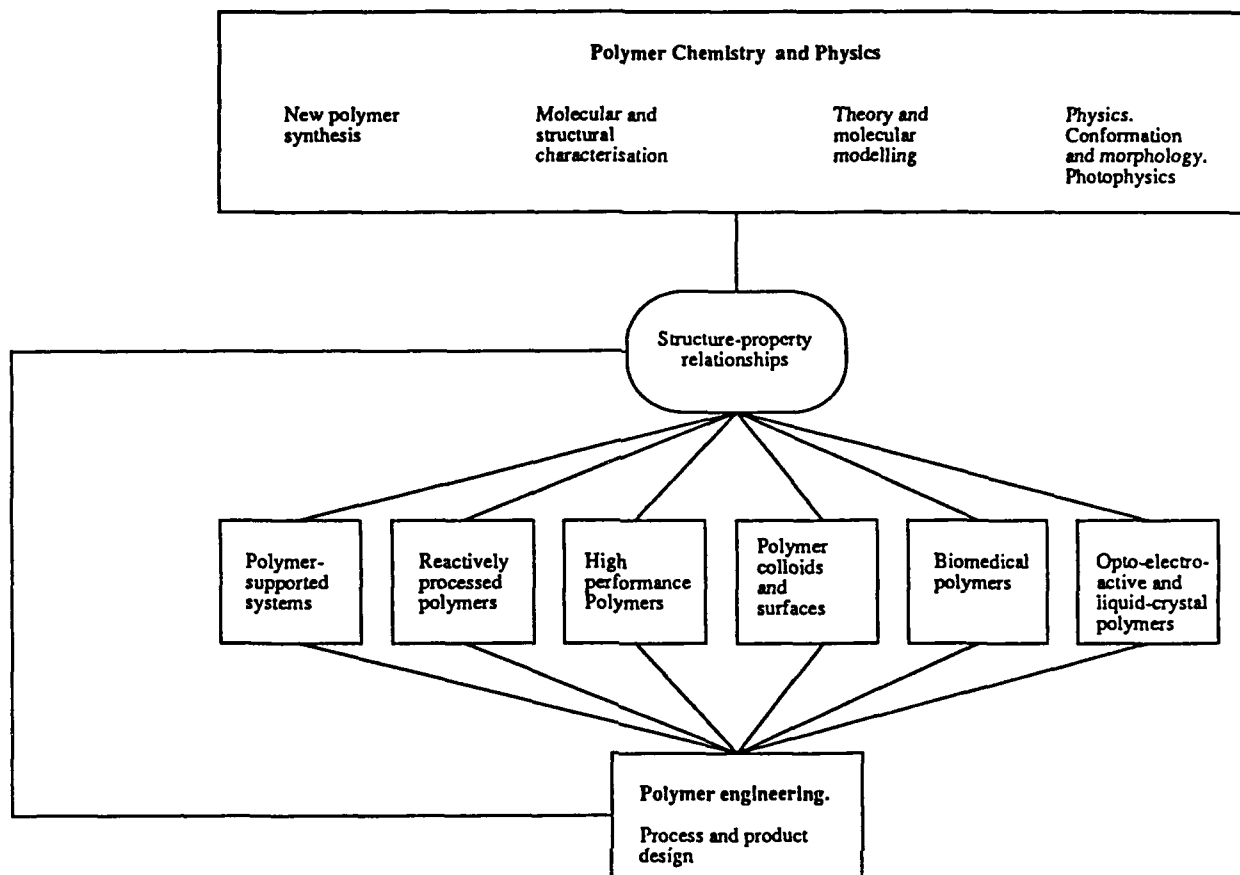 Polymer Chemistry and Physics
New polymer
synthesis
Molecular and
structural
characterisation
Theory and
molecular
modelling
Physics.
Conformation
and morphology.
Photophysics
Structure-property
relationships
Polymer-
supported
systems
Reactively
processed
polymers
High
performance
Polymers
Polymer
colloids
and
surfaces
Biomedical
polymers
Opto-electro-
active and
liquid-crystal
polymers
Polymer engineering.
Process and product
design